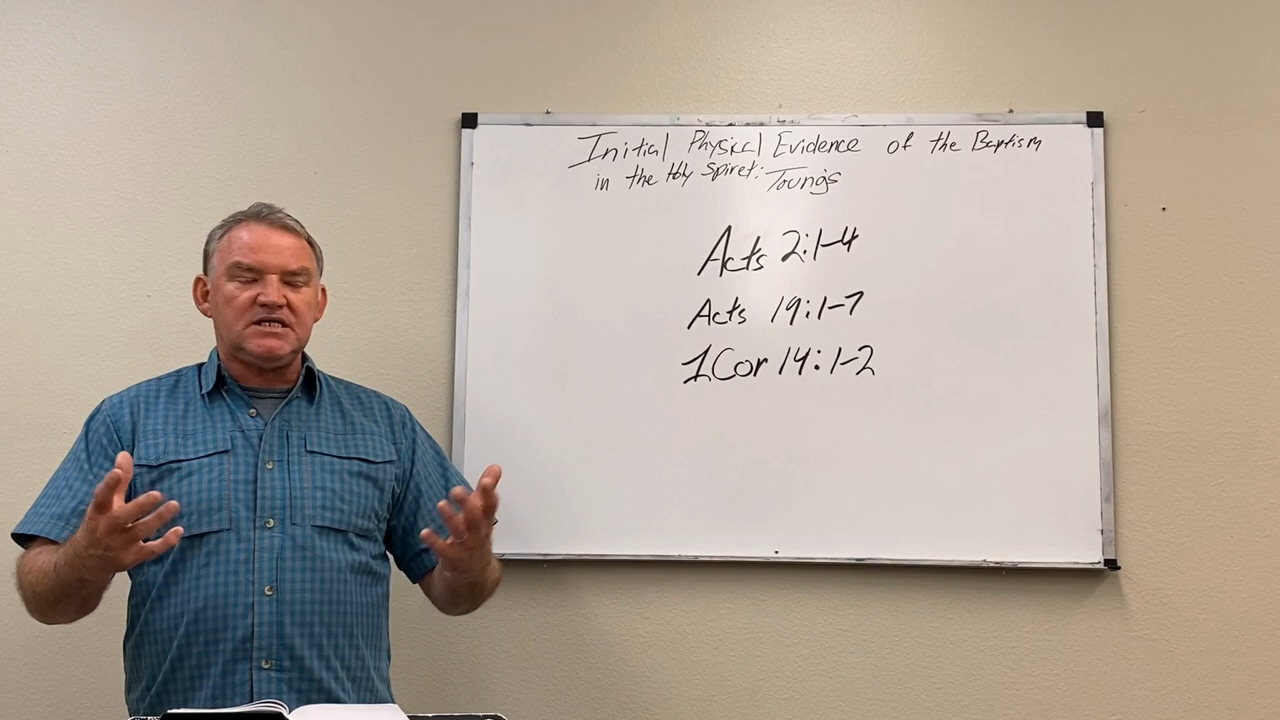 Initial Physical Evidence of the Baptism
in the Holy Spiret: Toungs
Acts 2:1-4
Acts 19:1-7
1Cor 14:1-2